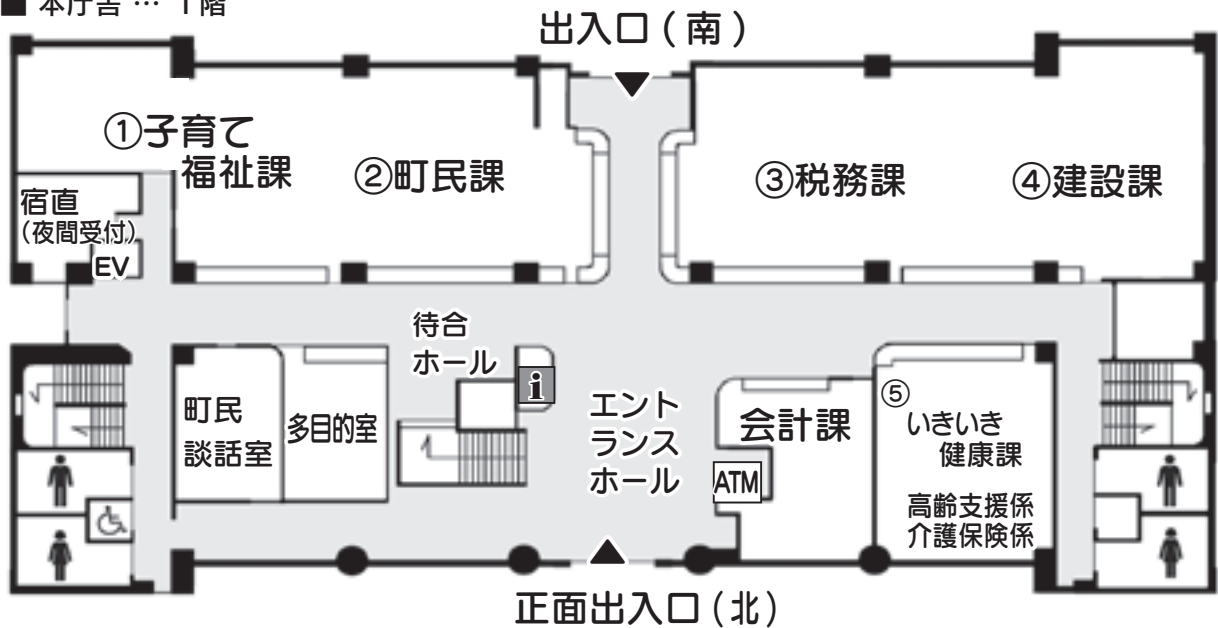 ■ 本庁舎 … 1階
出入口(南)
①子育て
福祉課
②町民課
③税務課
④建設課
宿直
(夜間受付)
EV
待合
ホール
i
町民
談話室
多目的室
エント
ランス
ホール
会計課
ATM
⑤
いきいき
健康課
高齢支援係
介護保険係
正面出入口(北)